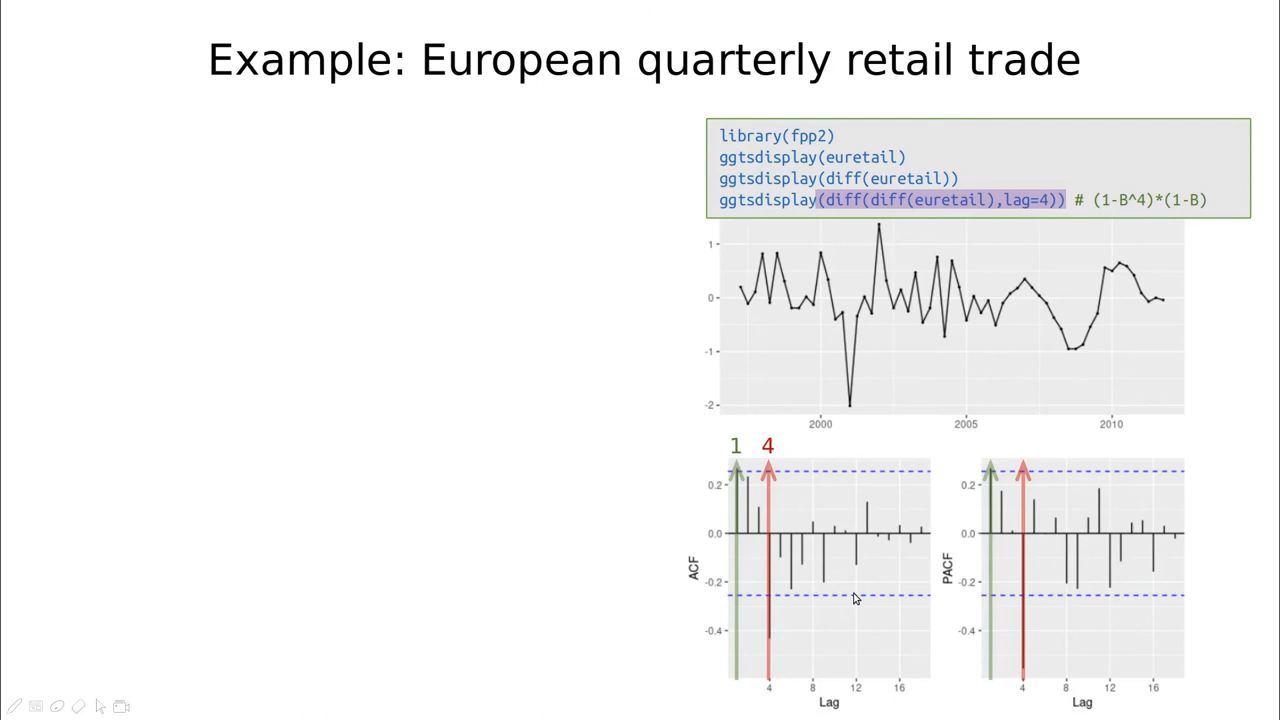 Example: European quarterly retail trade
library(fpp2)
ggtsdisplay(euretail)
ggtsdisplay(diff(euretail))
ggtsdisplay(diff(diff(euretail),lag=4)) # (1-B^4)*(1-B)
1
0
-1
-2
2000 2005 2010
1 4
0.2
0.0
-0.2
-0.4
ACF
4 8 12 16
Lag
0.2
0.0
-0.2
-0.4
PACF
4 8 12 16
Lag